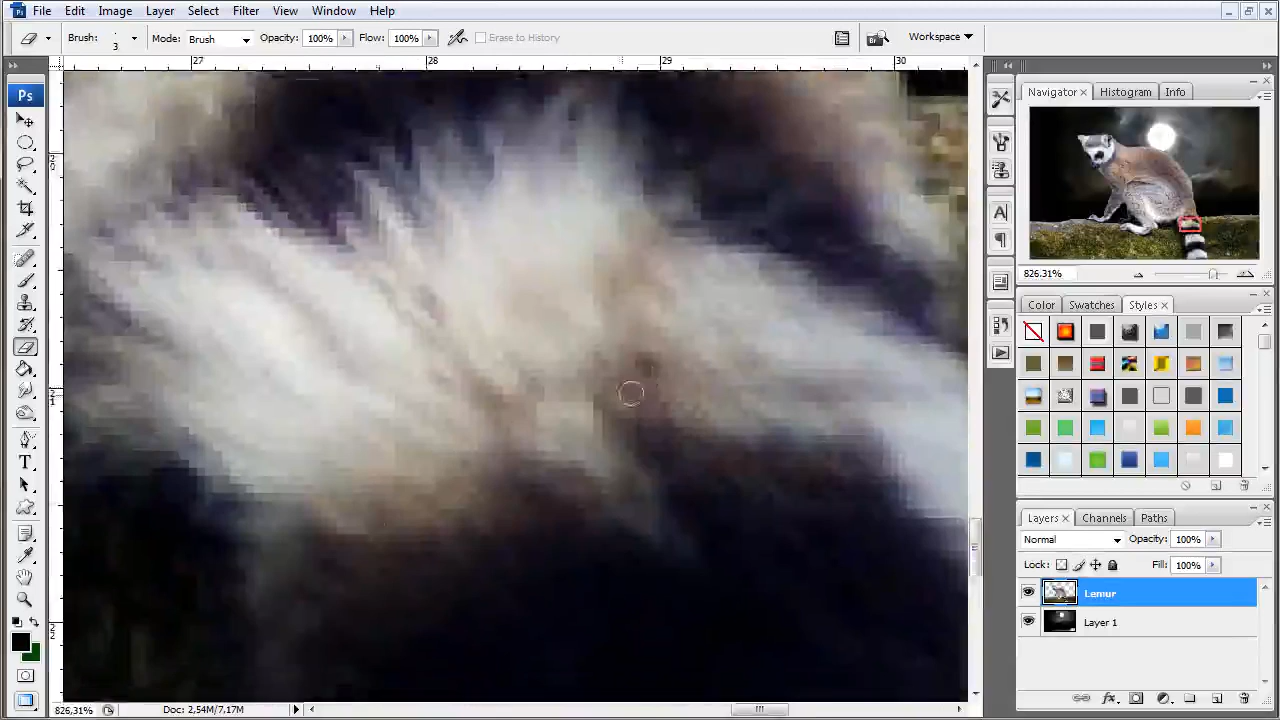 Ps File Edit Image Layer Select Filter View Window Help
Brush: 3 Mode: Brush Opacity: 100% Flow: 100% Erase to History Workspace
27 28 29 30
Navigator Histogram Info
Ps
826.31%
Color Swatches Styles
Layers Channels Paths
Normal Opacity: 100%
Lock: Fill: 100%
Lemur
Layer 1
826,31% Doc: 2,54M/7,17M